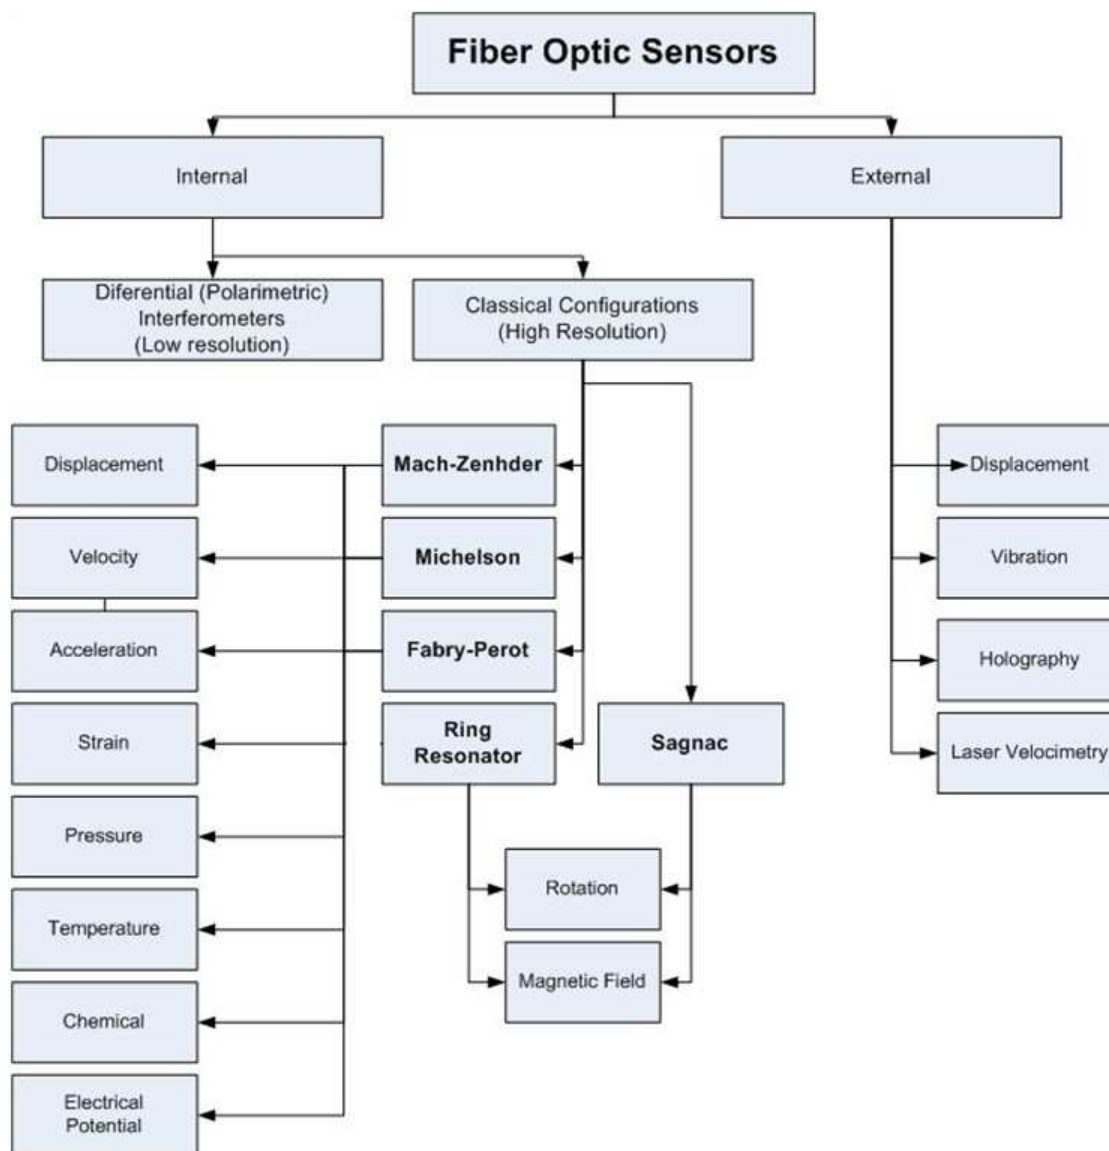 Fiber Optic Sensors
Internal
External
Diferential (Polarimetric)
Interferometers
(Low resolution)
Classical Configurations
(High Resolution)
Displacement
Mach-Zenhder
Displacement
Velocity
Michelson
Vibration
Acceleration
Fabry-Perot
Holography
Strain
Ring
Resonator
Sagnac
Laser Velocimetry
Pressure
Rotation
Temperature
Magnetic Field
Chemical
Electrical
Potential